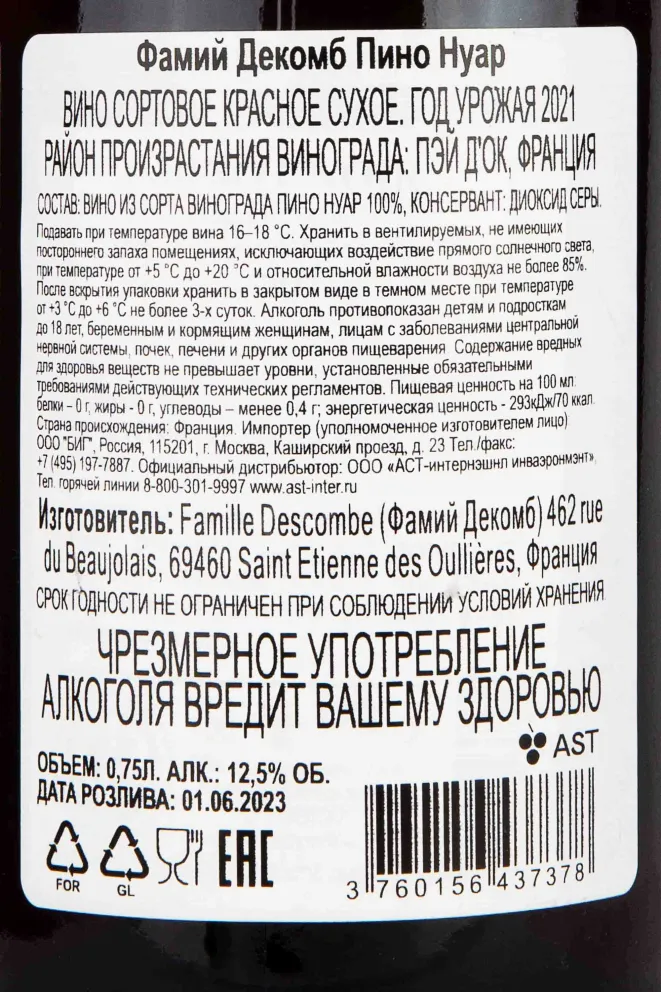 Фамий Декомб Пино Нуар
ВИНО СОРТОВОЕ КРАСНОЕ СУХОЕ. ГОД УРОЖАЯ 2021
РАЙОН ПРОИЗРАСТАНИЯ ВИНОГРАДА: ПЭЙ Д'ОК, ФРАНЦИЯ
СОСТАВ: ВИНО ИЗ СОРТА ВИНОГРАДА ПИНО НУАР 100%, КОНСЕРВАНТ: ДИОКСИД СЕРЫ.
Подавать при температуре вина 16–18 °С. Хранить в вентилируемых, не имеющих
постороннего запаха помещениях, исключающих воздействие прямого солнечного света,
при температуре от +5 °С до +20 °С и относительной влажности воздуха не более 85%.
После вскрытия упаковки хранить в закрытом виде в темном месте при температуре
от +3 °С до +6 °С не более 3-х суток. Алкоголь противопоказан детям и подросткам
до 18 лет, беременным и кормящим женщинам, лицам с заболеваниями центральной
нервной системы, почек, печени и других органов пищеварения. Содержание вредных
для здоровья веществ не превышает уровни, установленные обязательными
требованиями действующих технических регламентов. Пищевая ценность на 100 мл:
белки – 0 г, жиры - 0 г, углеводы – менее 0,4 г; энергетическая ценность - 293кДж/70 ккал.
Страна происхождения: Франция. Импортер (уполномоченное изготовителем лицо):
ООО "БИГ", Россия, 115201, г. Москва, Каширский проезд, д. 23 Тел./факс:
+7 (495) 197-7887. Официальный дистрибьютор: ООО «АСТ-интернэшнл инваэронмэнт».
Тел. горячей линии 8-800-301-9997 www.ast-inter.ru
Изготовитель: Famille Descombe (Фамий Декомб) 462 rue
du Beaujolais, 69460 Saint Etienne des Oullières, Франция
СРОК ГОДНОСТИ НЕ ОГРАНИЧЕН ПРИ СОБЛЮДЕНИИ УСЛОВИЙ ХРАНЕНИЯ
ЧРЕЗМЕРНОЕ УПОТРЕБЛЕНИЕ
АЛКОГОЛЯ ВРЕДИТ ВАШЕМУ ЗДОРОВЬЮ
AST
ОБЪЕМ: 0,75Л. АЛК.: 12,5% ОБ.
ДАТА РОЗЛИВА: 01.06.2023
FOR
GL
EAC
3 760156 437378